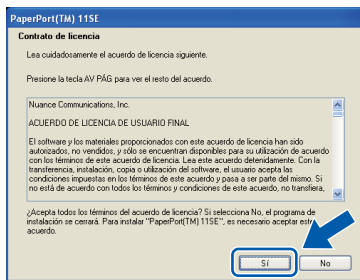 PaperPort(TM) 11SE
Contrato de licencia
Lea cuidadosamente el acuerdo de licencia siguiente.
Presione la tecla AV PÁG para ver el resto del acuerdo.
Nuance Communications, Inc.
ACUERDO DE LICENCIA DE USUARIO FINAL
El software y los materiales proporcionados con este acuerdo de licencia han sido
autorizados, no vendidos, y sólo se encuentran disponibles para su utilización de acuerdo
con los términos de este acuerdo de licencia. Lea este acuerdo detenidamente. Con la
transferencia, instalación, copia o utilización del software, el usuario acepta las
condiciones impuestas en los términos de este acuerdo y pasa a ser parte del mismo. Si
no está de acuerdo con todos los términos y condiciones de este acuerdo, no transfiera,
¿Acepta todos los términos del acuerdo de licencia? Si selecciona No, el programa de
instalación se cerrará. Para instalar "PaperPort(TM) 11SE", es necesario aceptar este
acuerdo.
Sí No